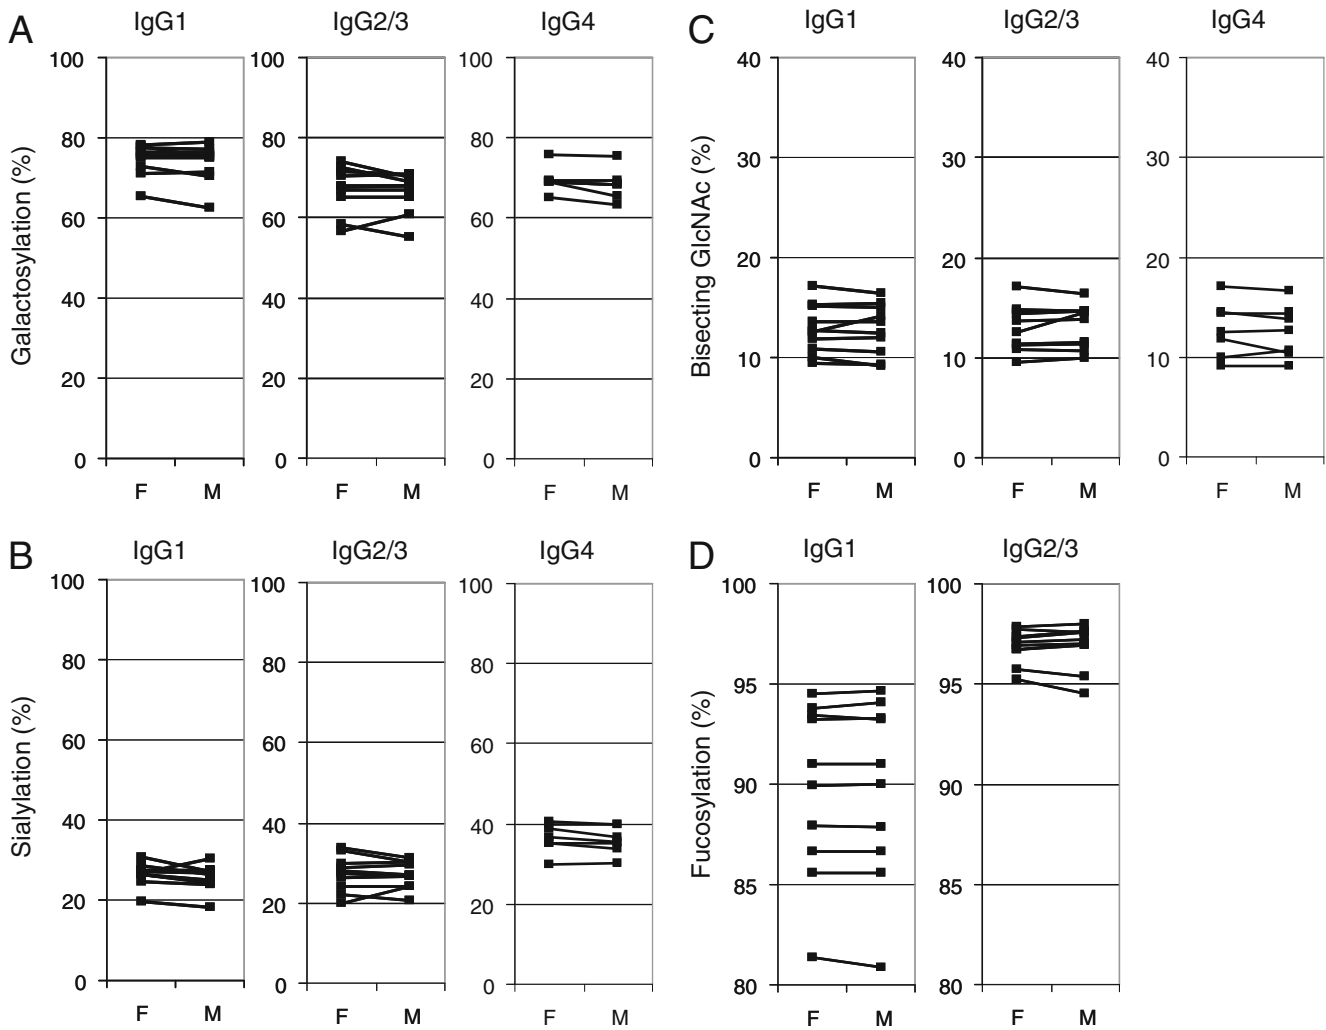 A
IgG1
IgG2/3
IgG4
Galactosylation (%)
100
80
60
40
20
0
F M
100
80
60
40
20
0
F M
100
80
60
40
20
0
F M
C
IgG1
IgG2/3
IgG4
Bisecting GlcNAc (%)
40
30
20
10
0
F M
40
30
20
10
0
F M
40
30
20
10
0
F M
B
IgG1
IgG2/3
IgG4
Sialylation (%)
100
80
60
40
20
0
F M
100
80
60
40
20
0
F M
100
80
60
40
20
0
F M
D
IgG1
IgG2/3
Fucosylation (%)
100
95
90
85
80
F M
100
95
90
85
80
F M